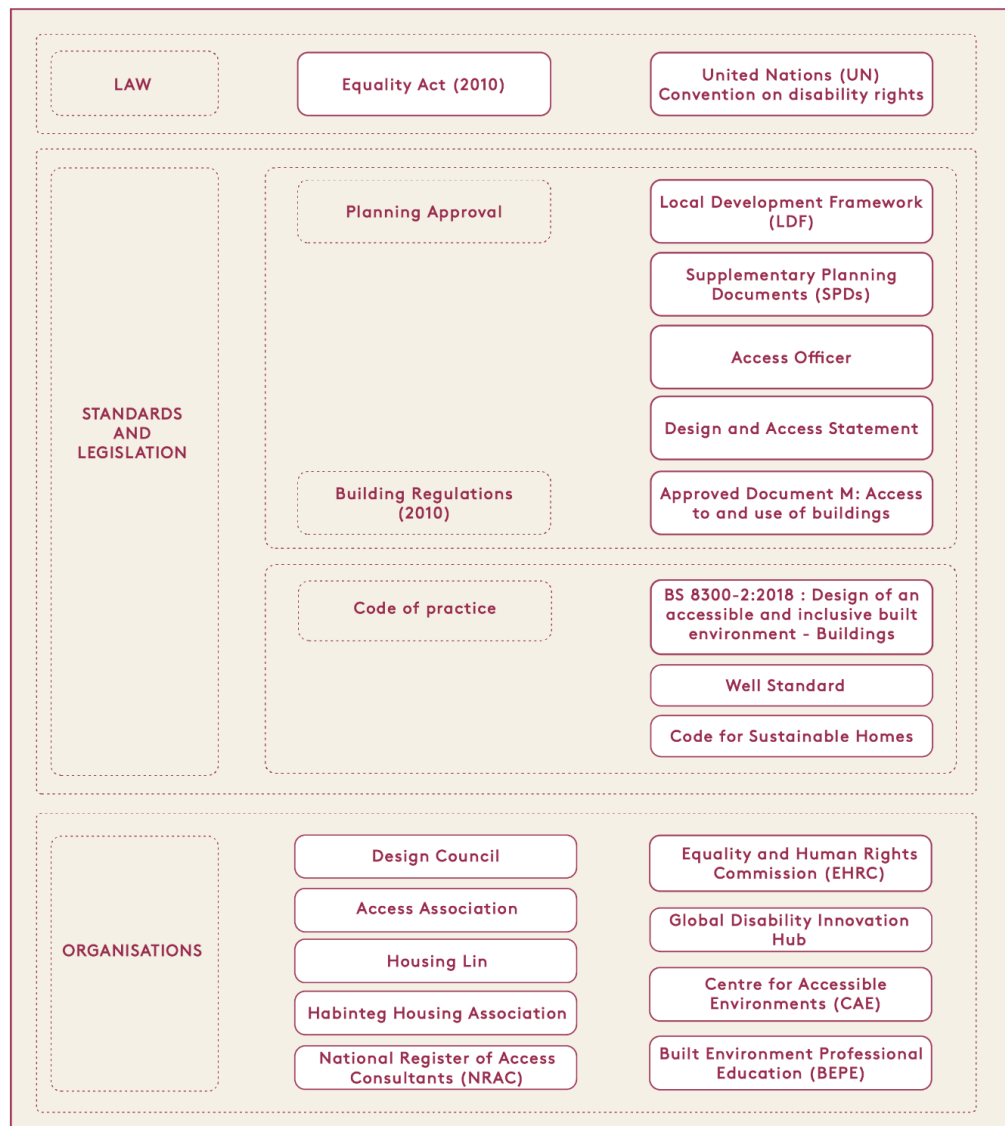 LAW
Equality Act (2010)
United Nations (UN)
Convention on disability rights
STANDARDS
AND
LEGISLATION
Planning Approval
Local Development Framework
(LDF)
Supplementary Planning
Documents (SPDs)
Access Officer
Design and Access Statement
Building Regulations
(2010)
Approved Document M: Access
to and use of buildings
Code of practice
BS 8300-2:2018 : Design of an
accessible and inclusive built
environment - Buildings
Well Standard
Code for Sustainable Homes
ORGANISATIONS
Design Council
Access Association
Housing Lin
Habinteg Housing Association
National Register of Access
Consultants (NRAC)
Equality and Human Rights
Commission (EHRC)
Global Disability Innovation
Hub
Centre for Accessible
Environments (CAE)
Built Environment Professional
Education (BEPE)